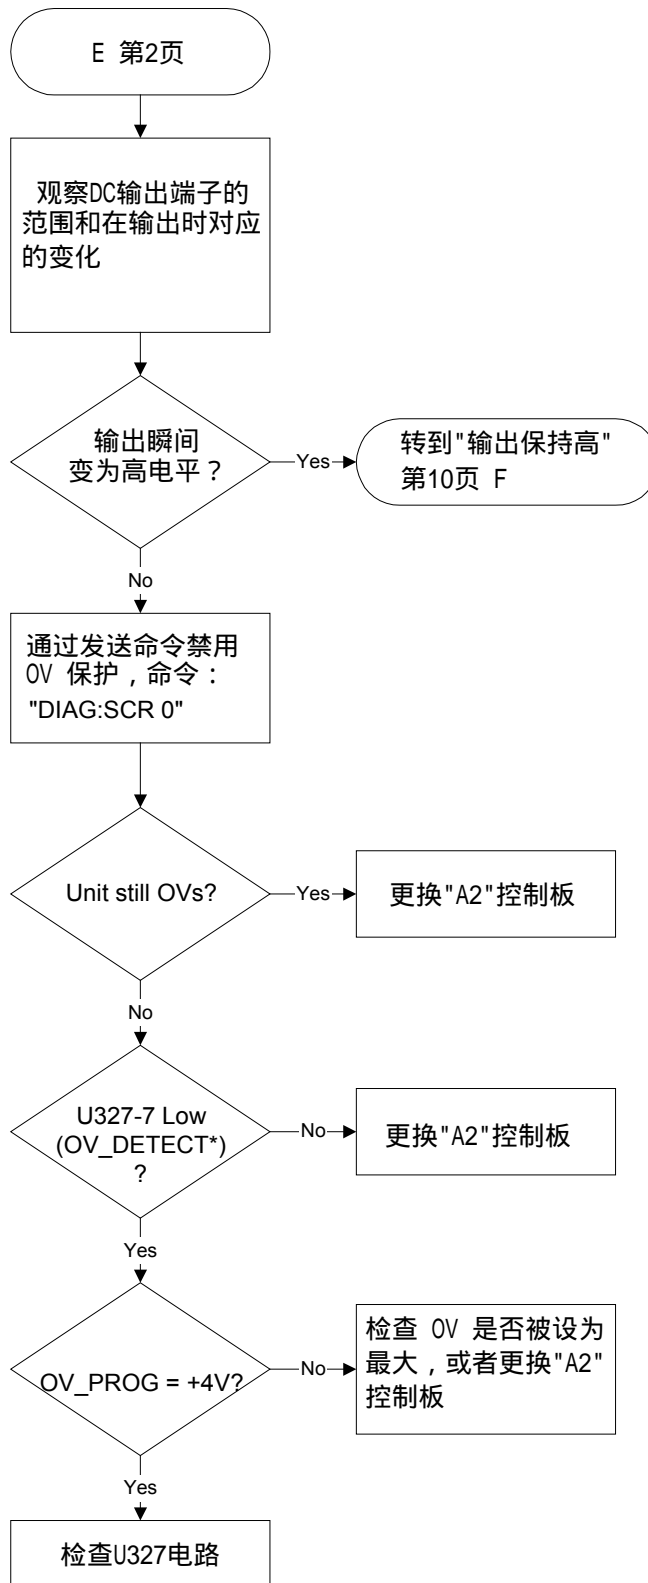 E 第2页
观察DC输出端子的
范围和在输出时对应
的变化
输出瞬间
变为高电平？
Yes
转到"输出保持高"
第10页 F
No
通过发送命令禁用
OV 保护，命令：
"DIAG:SCR 0"
Unit still OVs?
Yes
更换"A2"控制板
No
U327-7 Low
(OV_DETECT*)
?
No
更换"A2"控制板
Yes
OV_PROG = +4V?
No
检查 OV 是否被设为
最大，或者更换"A2"
控制板
Yes
检查U327电路